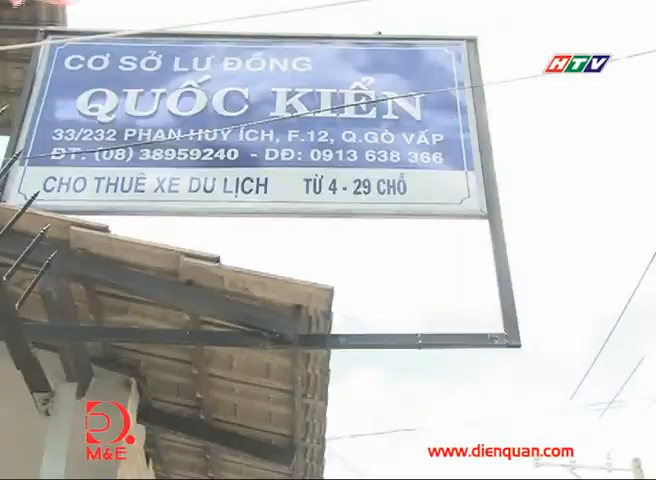 CƠ SỞ LƯ ĐỒNG
QUỐC KIỂN
33/232 PHAN HUY ÍCH, F.12, Q.GÒ VẤP
ĐT: (08) 38959240 - DĐ: 0913 638 366
CHO THUÊ XE DU LỊCH TỪ 4 - 29 CHỖ
HTV
M&E
www.dienquan.com